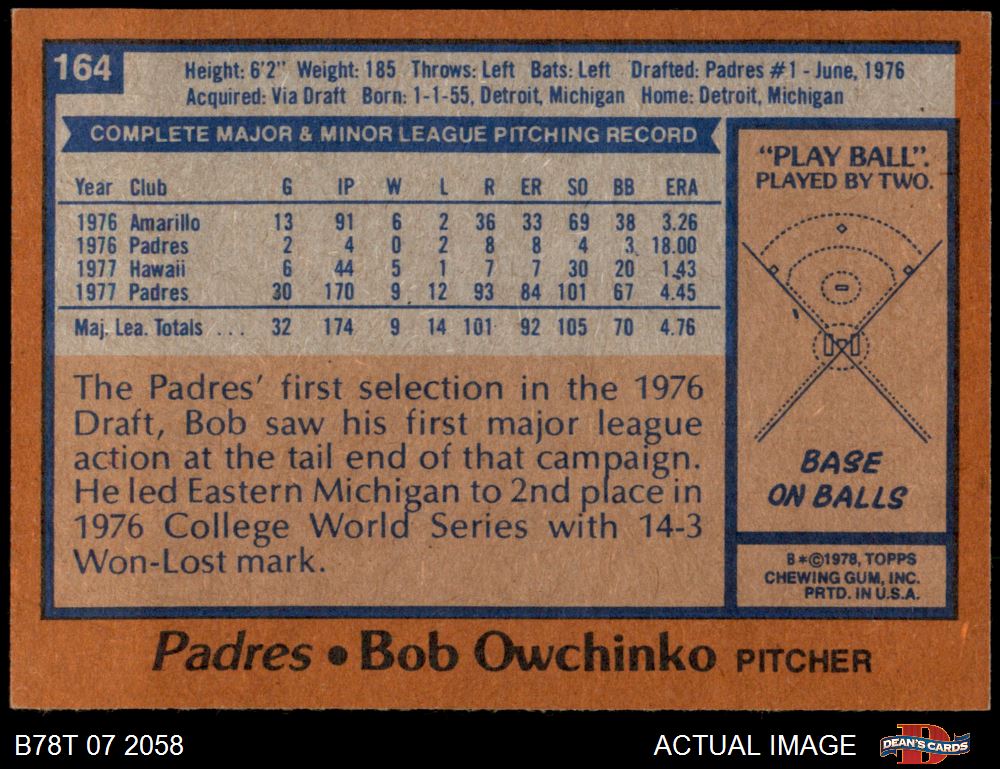 164
Height: 6'2" Weight: 185 Throws: Left Bats: Left Drafted: Padres #1 - June, 1976
Acquired: Via Draft Born: 1-1-55, Detroit, Michigan Home: Detroit, Michigan
COMPLETE MAJOR & MINOR LEAGUE PITCHING RECORD
Year Club G IP W L R ER SO BB ERA
1976 Amarillo 13 91 6 2 36 33 69 38 3.26
1976 Padres 2 4 0 2 8 8 4 3 18.00
1977 Hawaii 6 44 5 1 7 7 30 20 1.43
1977 Padres 30 170 9 12 93 84 101 67 4.45
Maj. Lea. Totals ... 32 174 9 14 101 92 105 70 4.76
The Padres' first selection in the 1976
Draft, Bob saw his first major league
action at the tail end of that campaign.
He led Eastern Michigan to 2nd place in
1976 College World Series with 14-3
Won-Lost mark.
"PLAY BALL".
PLAYED BY TWO.
BASE
ON BALLS
B*©1978, TOPPS
CHEWING GUM, INC.
PRTD. IN U.S.A.
Padres • Bob Owchinko PITCHER
B78T 07 2058
ACTUAL IMAGE
DEAN'S CARDS